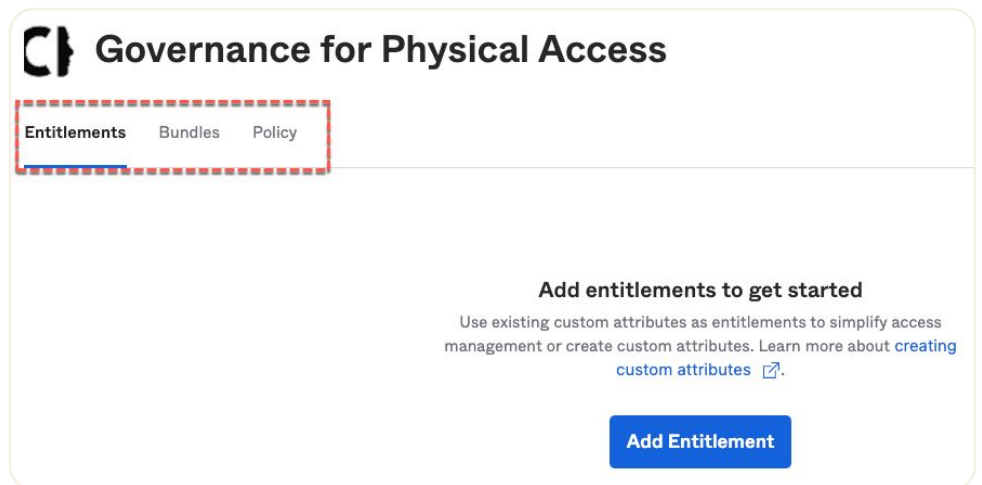 Governance for Physical Access
Entitlements Bundles Policy
Add entitlements to get started
Use existing custom attributes as entitlements to simplify access
management or create custom attributes. Learn more about creating
custom attributes .
Add Entitlement